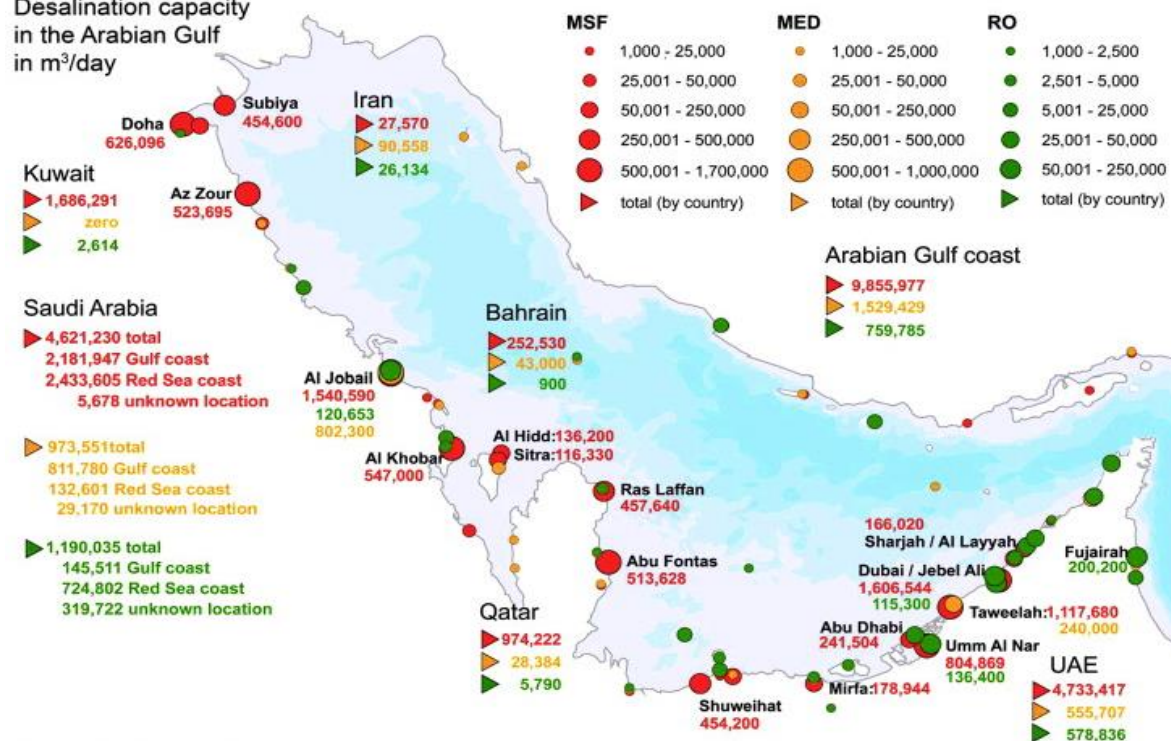 Desalination capacity
in the Arabian Gulf
in m³/day
MSF
1,000 - 25,000
25,001 - 50,000
50,001 - 250,000
250,001 - 500,000
500,001 - 1,700,000
total (by country)
MED
1,000 - 25,000
25,001 - 50,000
50,001 - 250,000
250,001 - 500,000
500,001 - 1,000,000
total (by country)
RO
1,000 - 2,500
2,501 - 5,000
5,001 - 25,000
25,001 - 50,000
50,001 - 250,000
total (by country)
Subiya
454,600
Doha
626,096
Iran
27,570
90,558
26,134
Kuwait
1,686,291
zero
2,614
Az Zour
523,695
Arabian Gulf coast
9,855,977
1,529,429
759,785
Saudi Arabia
4,621,230 total
2,181,947 Gulf coast
2,433,605 Red Sea coast
5,678 unknown location
973,551total
811,780 Gulf coast
132,601 Red Sea coast
29,170 unknown location
1,190,035 total
145,511 Gulf coast
724,802 Red Sea coast
319,722 unknown location
Bahrain
252,530
43,000
900
Al Jobail
1,540,590
120,653
802,300
Al Khobar
547,000
Al Hidd:136,200
Sitra:116,330
Ras Laffan
457,640
Abu Fontas
513,628
Qatar
974,222
28,384
5,790
166,020
Sharjah / Al Layyah
Dubai / Jebel Ali
1,606,544
115,300
Fujairah
200,200
Taweelah:1,117,680
240,000
Abu Dhabi
241,504
Umm Al Nar
804,869
136,400
Mirfa:178,944
Shuweihat
454,200
UAE
4,733,417
555,707
578,836